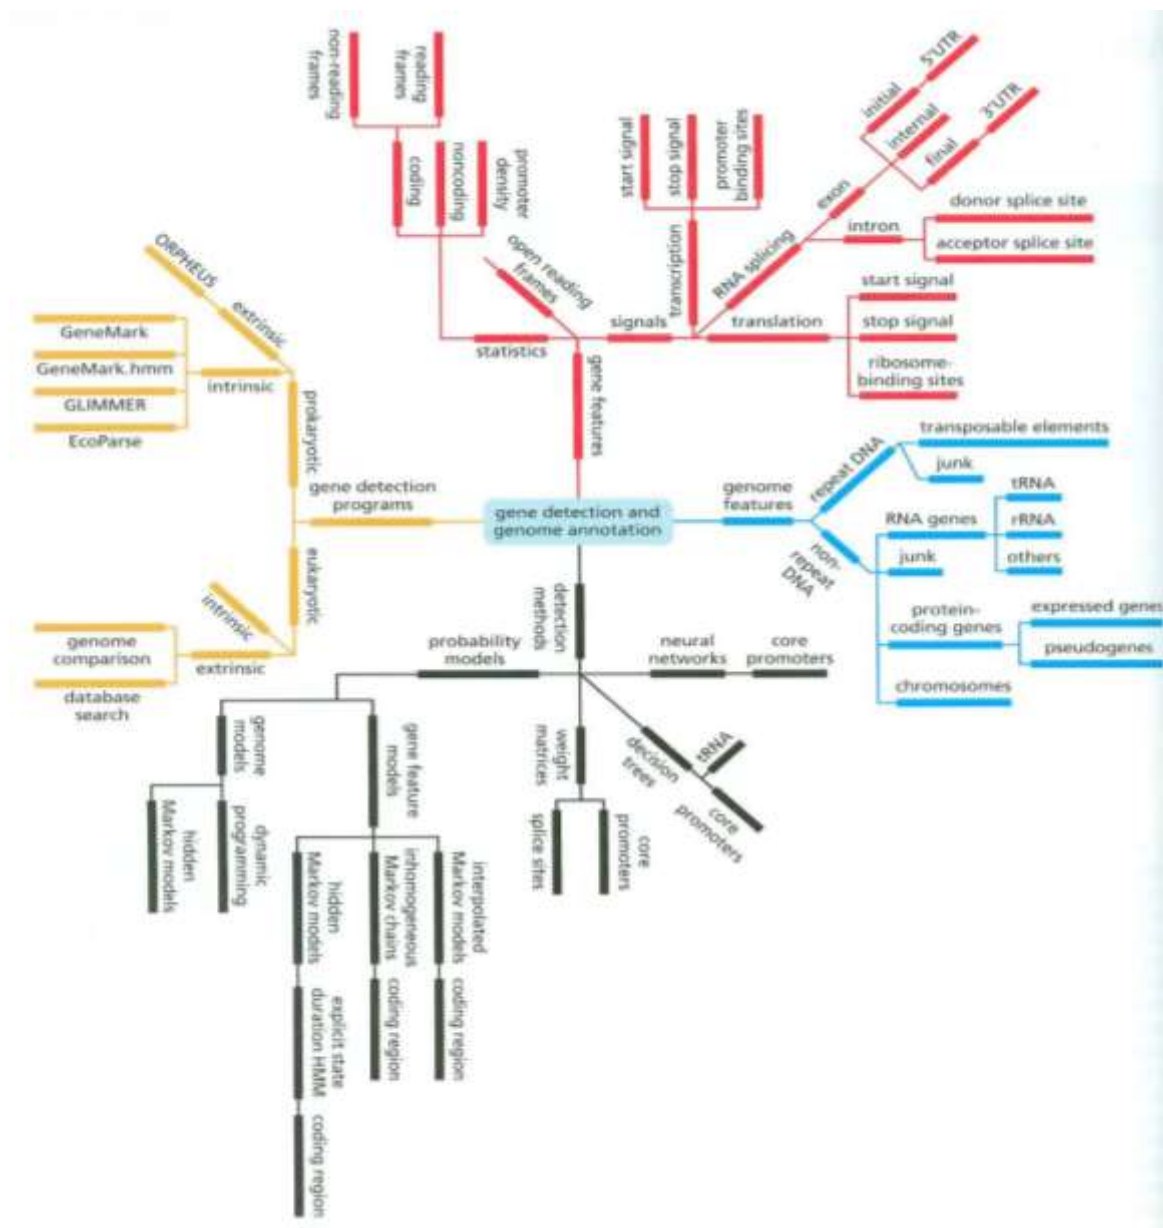 non-reading
frames
reading
frames
coding
noncoding
promoter
density
open reading
frames
statistics
signals
gene features
start signal
stop signal
promoter
binding sites
transcription
RNA splicing
exon
initial
5'UTR
internal
final
3'UTR
intron
donor splice site
acceptor splice site
translation
start signal
stop signal
ribosome-
binding sites
ORPHEUS
extrinsic
GeneMark
GeneMark.hmm
GLIMMER
EcoParse
intrinsic
prokaryotic
gene detection
programs
eukaryotic
intrinsic
extrinsic
genome
comparison
database
search
gene detection and
genome annotation
genome
features
repeat DNA
transposable elements
junk
non-
repeat
DNA
RNA genes
tRNA
rRNA
others
junk
protein-
coding genes
expressed genes
pseudogenes
chromosomes
detection
methods
probability
models
neural
networks
core
promoters
decision
trees
tRNA
core
promoters
weight
matrices
splice sites
core
promoters
genome
models
hidden
Markov models
dynamic
programming
gene feature
models
hidden
Markov models
explicit state
duration HMM
coding region
inhomogeneous
Markov chains
coding region
interpolated
Markov models
coding region